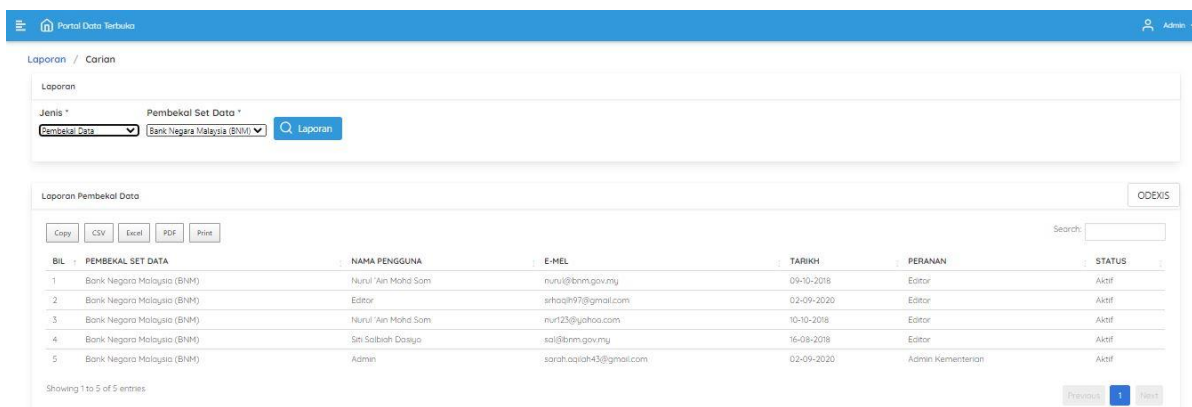 Portal Data Terbuka Admin
Laporan / Carian
Laporan
Jenis * Pembekal Set Data *
Pembekal Data Bank Negara Malaysia (BNM) Laporan
Laporan Pembekal Data ODEXIS
Copy CSV Excel PDF Print Search:
BIL PEMBEKAL SET DATA NAMA PENGGUNA E-MEL TARIKH PERANAN STATUS
1 Bank Negara Malaysia (BNM) Nurul 'Ain Mohd Som nurul@bnm.gov.my 09-10-2018 Editor Aktif
2 Bank Negara Malaysia (BNM) Editor srhaqlh97@gmail.com 02-09-2020 Editor Aktif
3 Bank Negara Malaysia (BNM) Nurul 'Ain Mohd Som nur123@yahoo.com 10-10-2018 Editor Aktif
4 Bank Negara Malaysia (BNM) Siti Salbiah Dasiyo sal@bnm.gov.my 16-08-2018 Editor Aktif
5 Bank Negara Malaysia (BNM) Admin sarah.aqilah43@gmail.com 02-09-2020 Admin Kementerian Aktif
Showing 1 to 5 of 5 entries Previous 1 Next